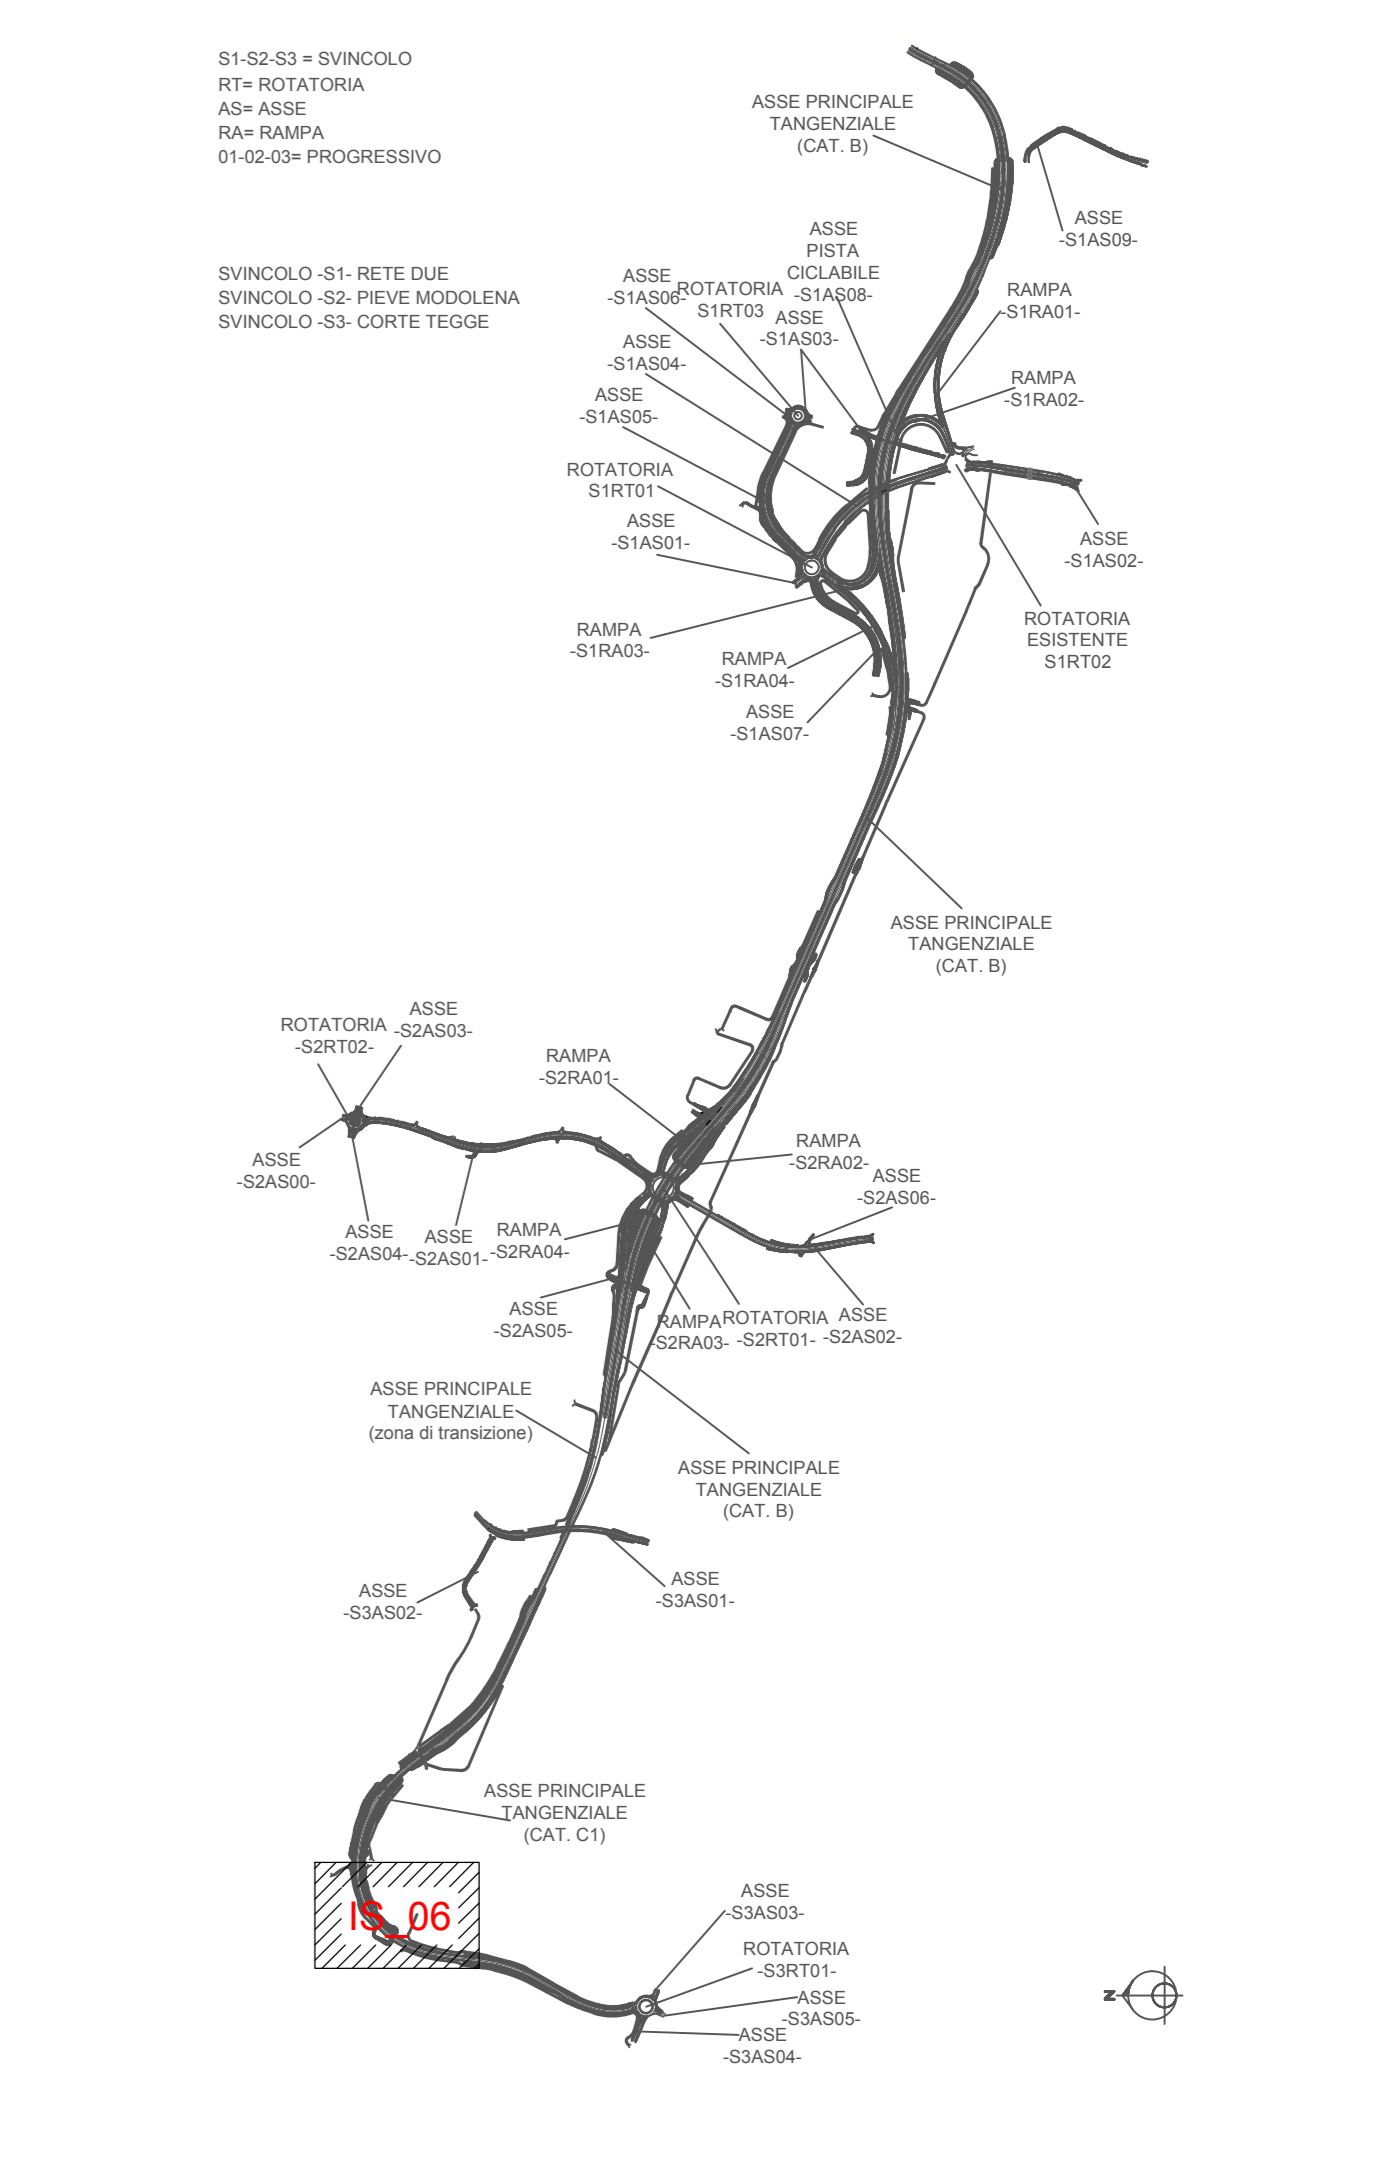 S1-S2-S3 = SVINCOLO
RT= ROTATORIA
AS= ASSE
RA= RAMPA
01-02-03= PROGRESSIVO
SVINCOLO -S1- RETE DUE
SVINCOLO -S2- PIEVE MODOLENA
SVINCOLO -S3- CORTE TEGGE
ASSE PRINCIPALE
TANGENZIALE
(CAT. B)
ASSE
-S1AS09-
ASSE
PISTA
CICLABILE
-S1AS08-
ASSE
-S1AS06-
ROTATORIA
S1RT03
ASSE
-S1AS03-
RAMPA
-S1RA01-
ASSE
-S1AS04-
RAMPA
-S1RA02-
ASSE
-S1AS05-
ROTATORIA
S1RT01
ASSE
-S1AS01-
ASSE
-S1AS02-
ROTATORIA
ESISTENTE
S1RT02
RAMPA
-S1RA03-
RAMPA
-S1RA04-
ASSE
-S1AS07-
ASSE PRINCIPALE
TANGENZIALE
(CAT. B)
ASSE
-S2AS03-
ROTATORIA
-S2RT02-
RAMPA
-S2RA01-
RAMPA
-S2RA02-
ASSE
-S2AS00-
ASSE
-S2AS06-
ASSE
-S2AS04-
ASSE
-S2AS01-
RAMPA
-S2RA04-
ASSE
-S2AS05-
RAMPA
-S2RA03-
ROTATORIA
-S2RT01-
ASSE
-S2AS02-
ASSE PRINCIPALE
TANGENZIALE
(zona di transizione)
ASSE PRINCIPALE
TANGENZIALE
(CAT. B)
ASSE
-S3AS02-
ASSE
-S3AS01-
ASSE PRINCIPALE
TANGENZIALE
(CAT. C1)
IS_06
ASSE
-S3AS03-
ROTATORIA
-S3RT01-
ASSE
-S3AS05-
ASSE
-S3AS04-
N